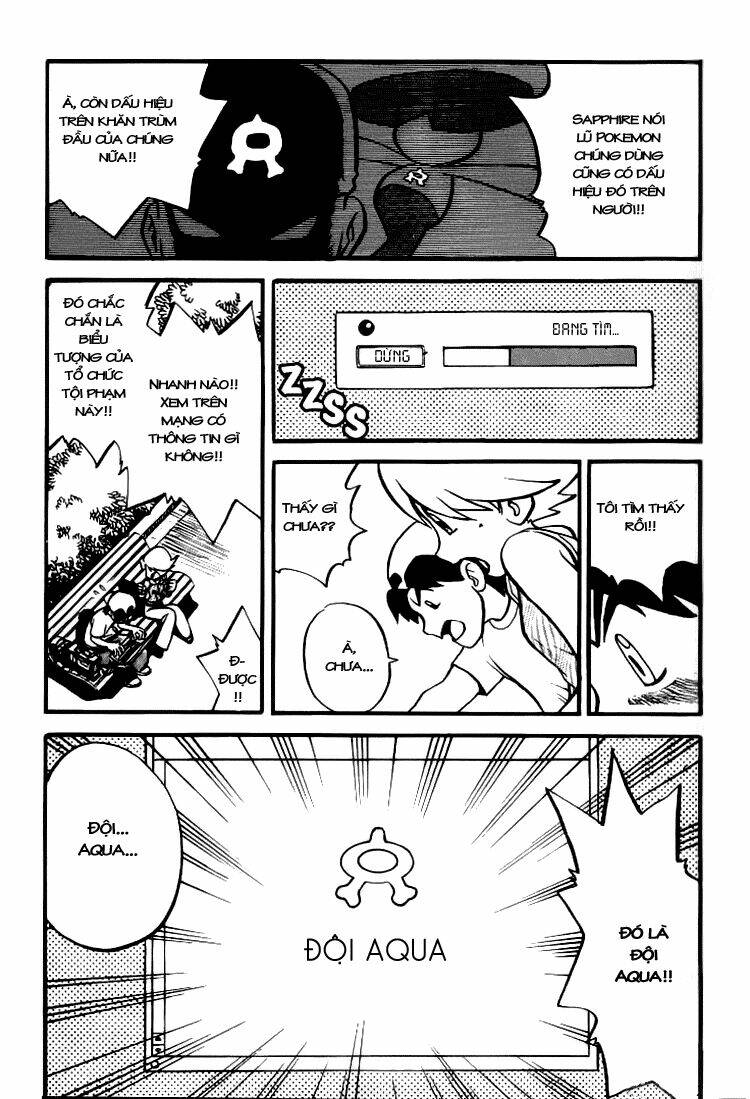 À, CÒN DẤU HIỆU
TRÊN KHĂN TRÙM
ĐẦU CỦA CHÚNG
NỮA!!
SAPPHIRE NÓI
LŨ POKEMON
CHÚNG DÙNG
CŨNG CÓ DẤU
HIỆU ĐÓ TRÊN
NGƯỜI!!
ĐÓ CHẮC
CHẮN LÀ
BIỂU
TƯỢNG CỦA
TỔ CHỨC
TỘI PHẠM
NÀY!!
NHANH NÀO!!
XEM TRÊN
MẠNG CÓ
THÔNG TIN GÌ
KHÔNG!!
Đ-
ĐƯỢC
!!
ĐANG TÌM...
DỪNG
ZZSS
THẤY GÌ
CHƯA??
À,
CHƯA...
TÔI TÌM THẤY
RỒI!!
ĐỘI...
AQUA...
ĐỘI AQUA
ĐÓ LÀ
ĐỘI
AQUA!!